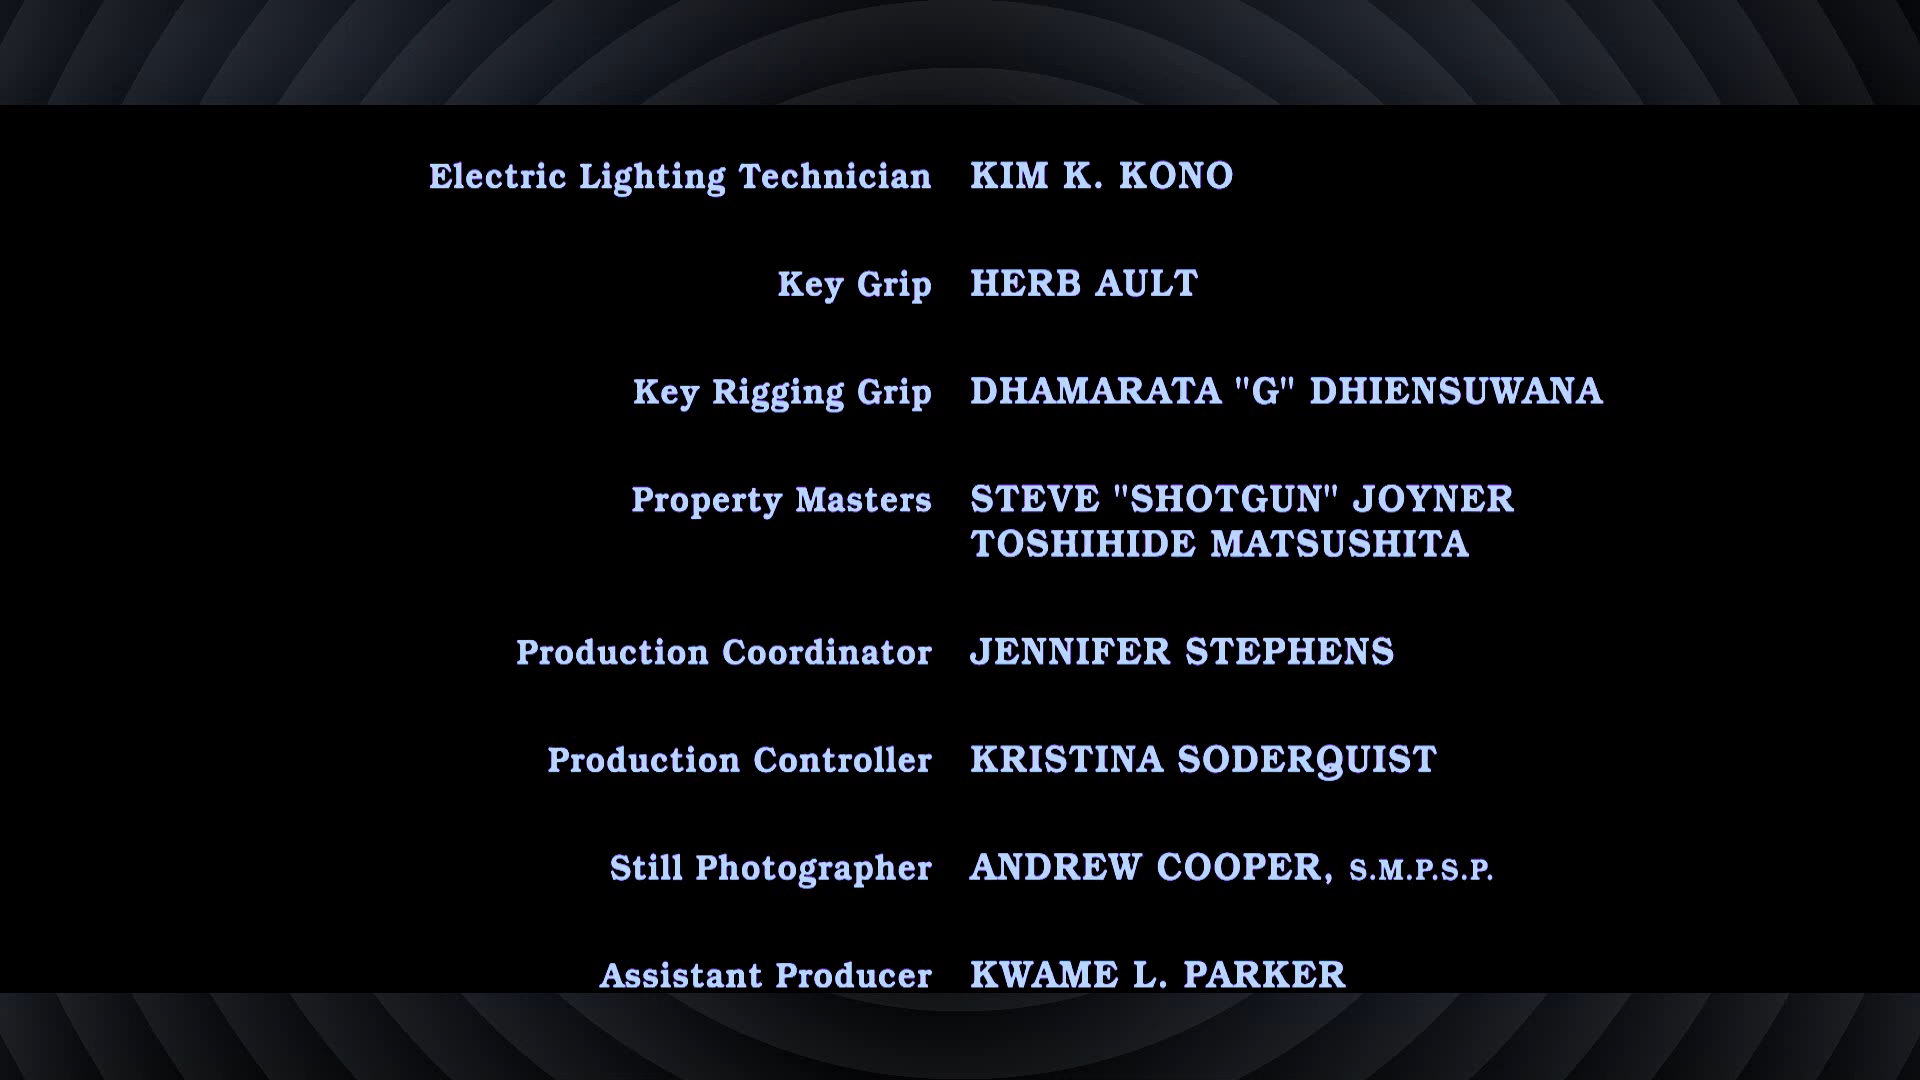 Electric Lighting Technician KIM K. KONO
Key Grip HERB AULT
Key Rigging Grip DHAMARATA "G" DHIENSUWANA
Property Masters STEVE "SHOTGUN" JOYNER
TOSHIHIDE MATSUSHITA
Production Coordinator JENNIFER STEPHENS
Production Controller KRISTINA SODERQUIST
Still Photographer ANDREW COOPER, S.M.P.S.P.
Assistant Producer KWAME L. PARKER